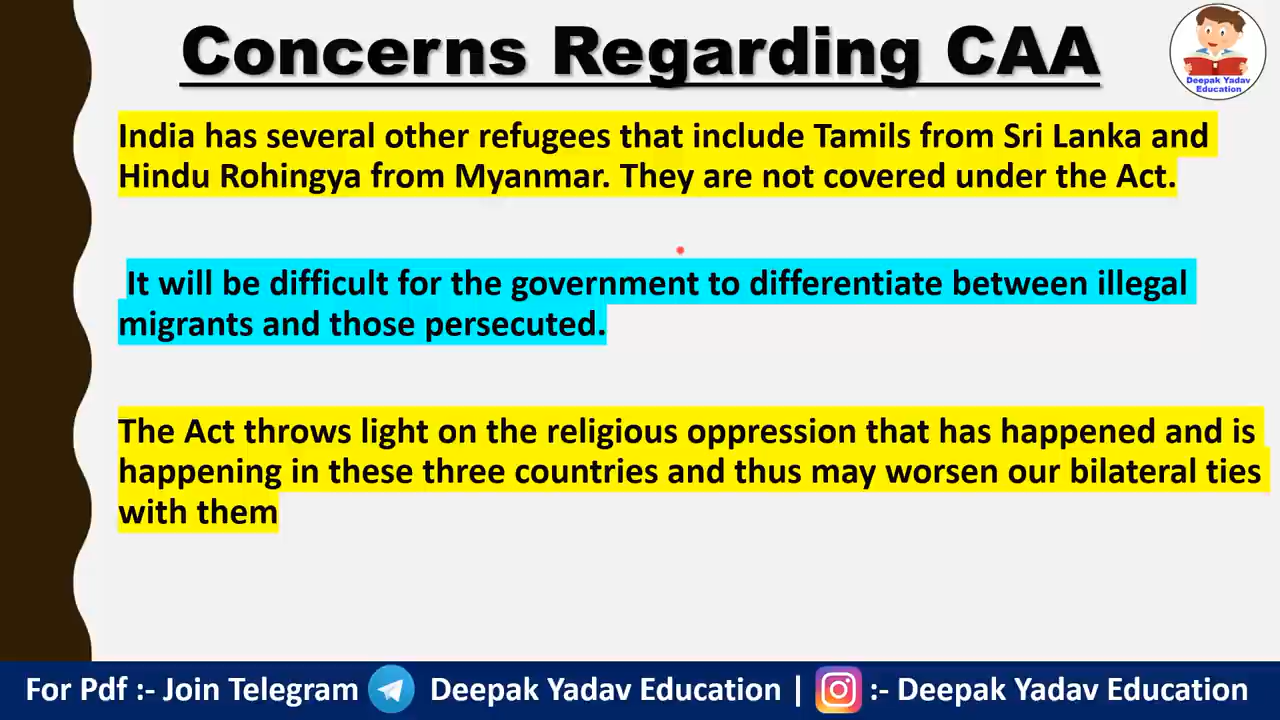 Concerns Regarding CAA
Deepak Yadav
Education
India has several other refugees that include Tamils from Sri Lanka and
Hindu Rohingya from Myanmar. They are not covered under the Act.
It will be difficult for the government to differentiate between illegal
migrants and those persecuted.
The Act throws light on the religious oppression that has happened and is
happening in these three countries and thus may worsen our bilateral ties
with them
For Pdf :- Join Telegram Deepak Yadav Education | :- Deepak Yadav Education